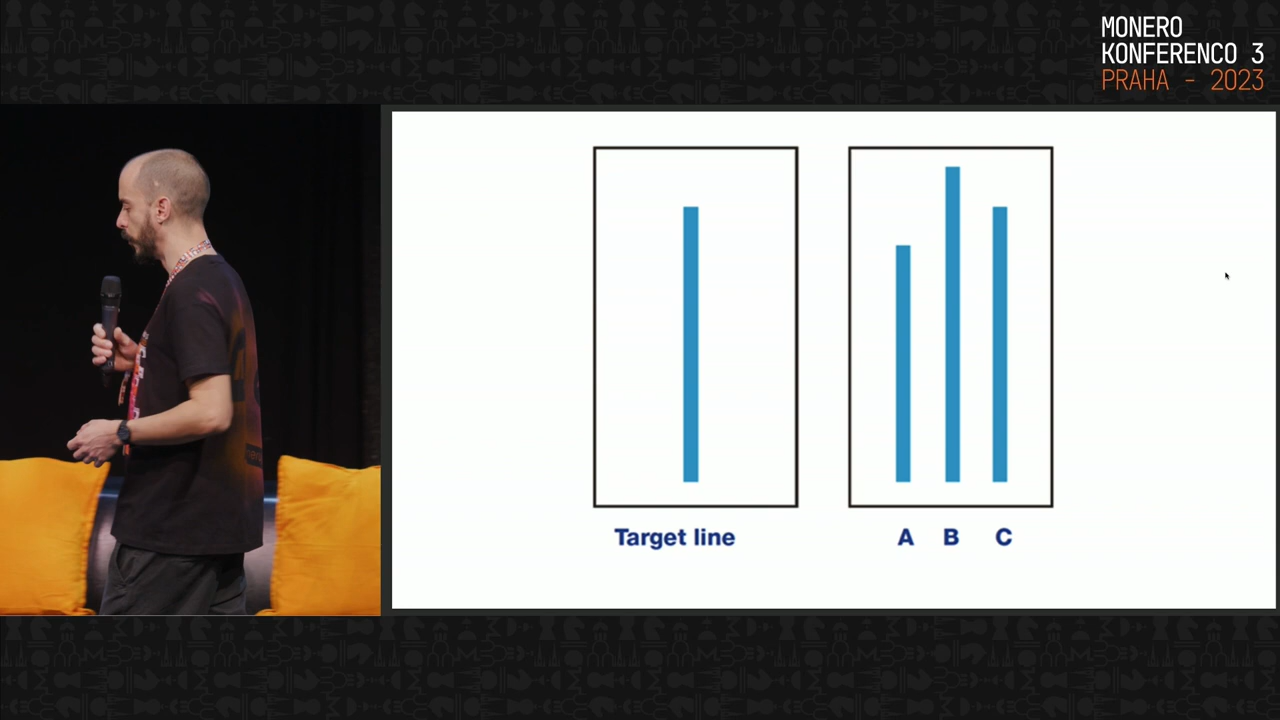 MONERO
KONFERENCO 3
PRAHA - 2023
Target line
A B C